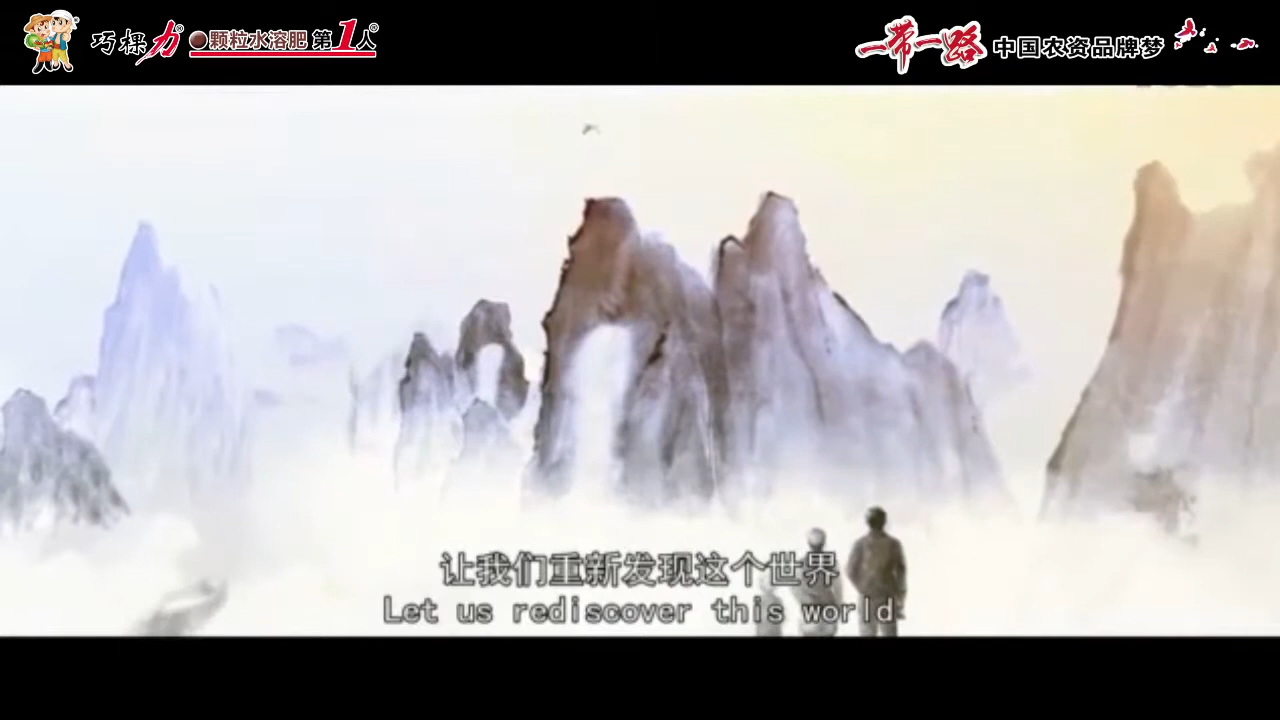 巧棵力® 颗粒水溶肥第1人®
一带一路 中国农资品牌梦
让我们重新发现这个世界
Let us rediscover this world